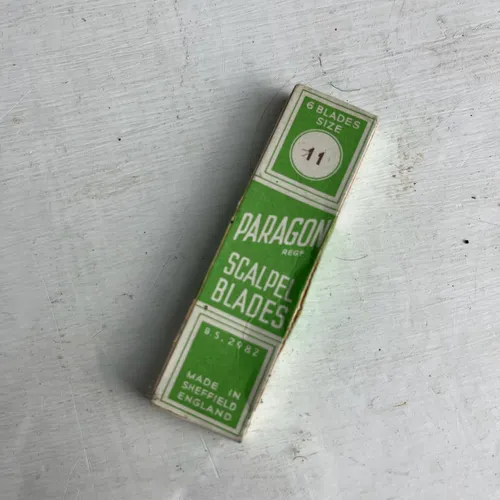 6 BLADES
SIZE
11
PARAGON
REGD
SCALPEL
BLADES
B.S. 2982
MADE IN
SHEFFIELD
ENGLAND